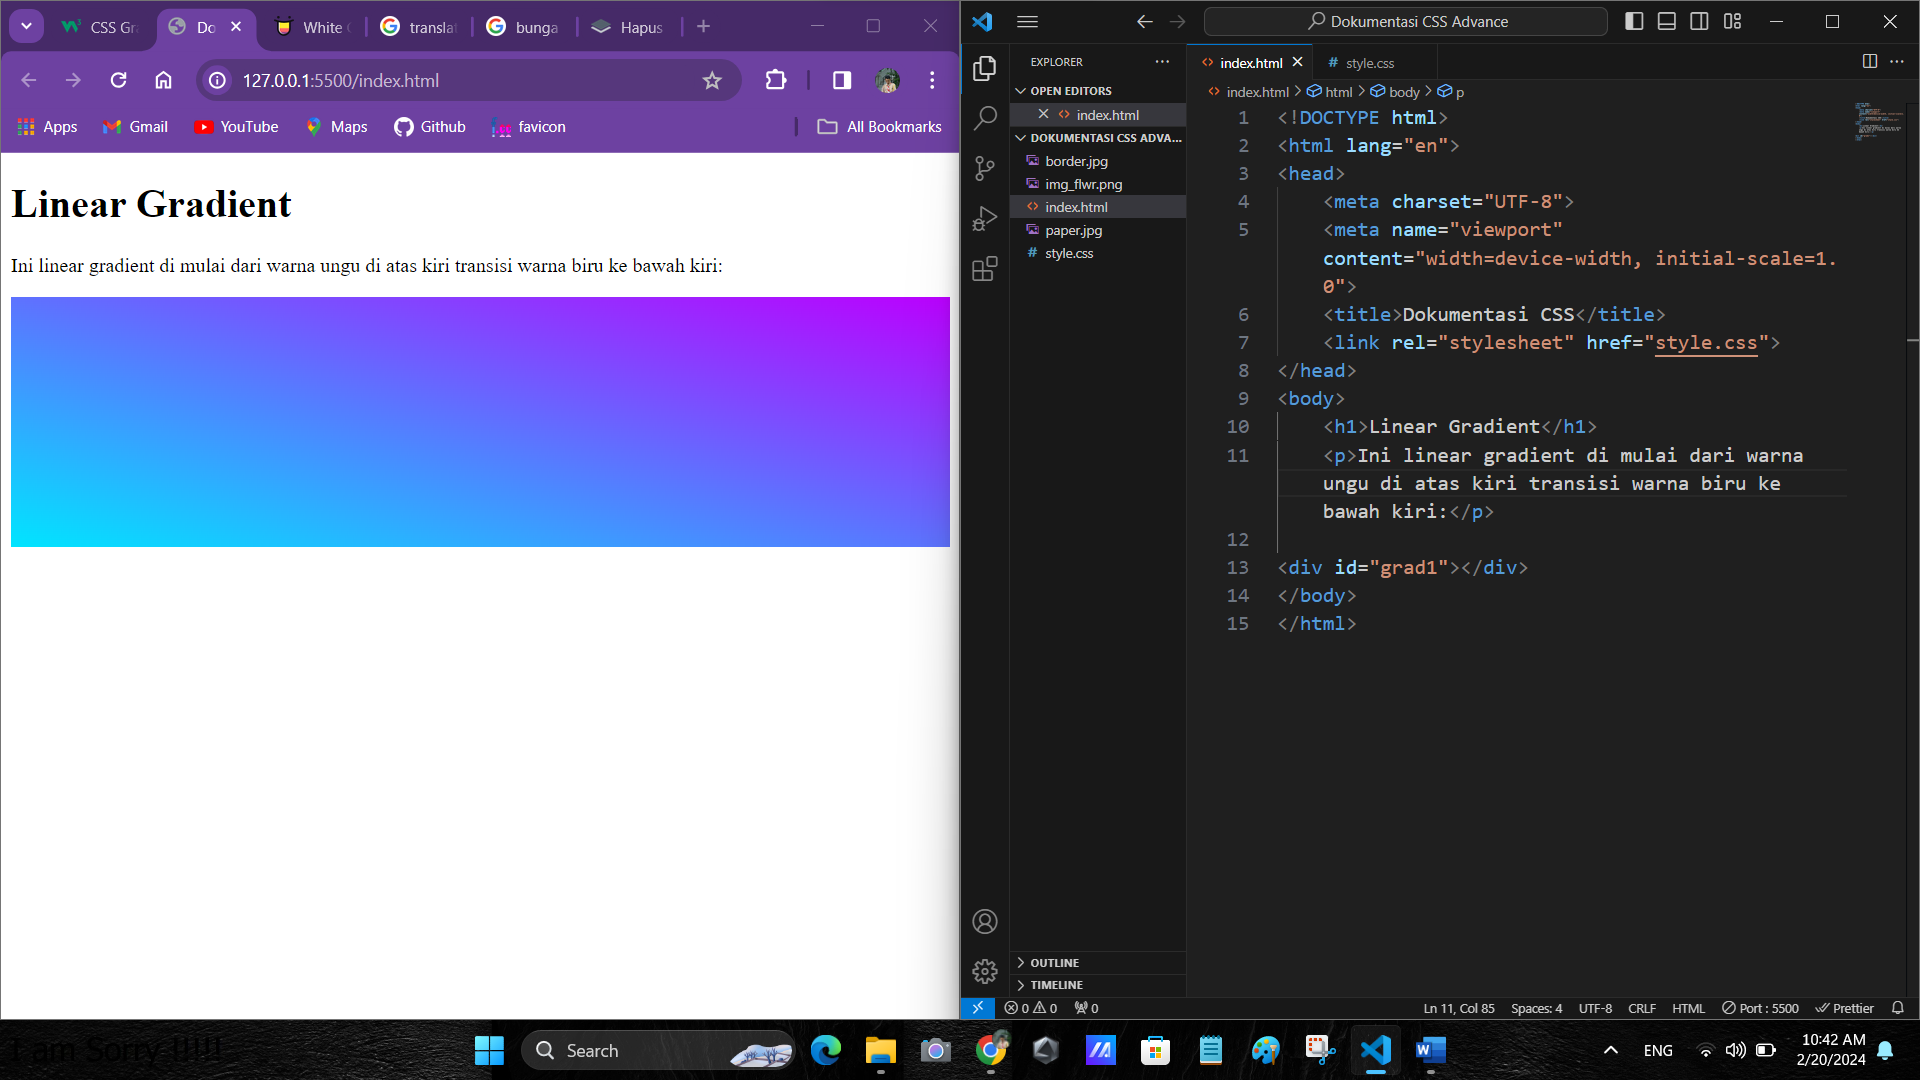 CSS Gr
Do
White
translat
bunga
Hapus
127.0.0.1:5500/index.html
Apps
Gmail
YouTube
Maps
Github
favicon
All Bookmarks
Linear Gradient
Ini linear gradient di mulai dari warna ungu di atas kiri transisi warna biru ke bawah kiri:
Dokumentasi CSS Advance
EXPLORER
OPEN EDITORS
index.html
DOKUMENTASI CSS ADVA...
border.jpg
img_flwr.png
index.html
paper.jpg
style.css
OUTLINE
TIMELINE
index.html
style.css
index.html > html > body > p
1 <!DOCTYPE html>
2 <html lang="en">
3 <head>
4 <meta charset="UTF-8">
5 <meta name="viewport"
content="width=device-width, initial-scale=1.
0">
6 <title>Dokumentasi CSS</title>
7 <link rel="stylesheet" href="style.css">
8 </head>
9 <body>
10 <h1>Linear Gradient</h1>
11 <p>Ini linear gradient di mulai dari warna
ungu di atas kiri transisi warna biru ke
bawah kiri:</p>
12
13 <div id="grad1"></div>
14 </body>
15 </html>
0 0 0
Ln 11, Col 85
Spaces: 4
UTF-8
CRLF
HTML
Port : 5500
Prettier
Search
ENG
10:42 AM
2/20/2024